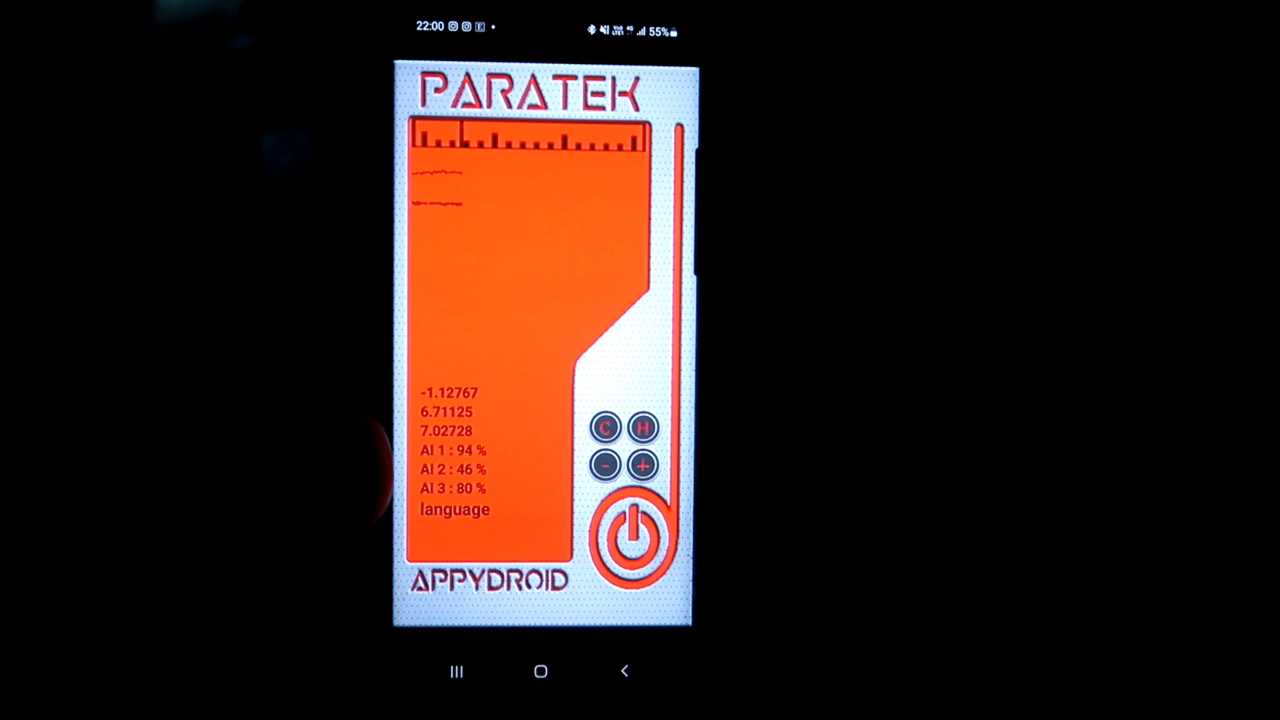 22:00
55%
PARATEK
-1.12767
6.71125
7.02728
AI 1 : 94 %
AI 2 : 46 %
AI 3 : 80 %
language
C H
- +
APPYDROID